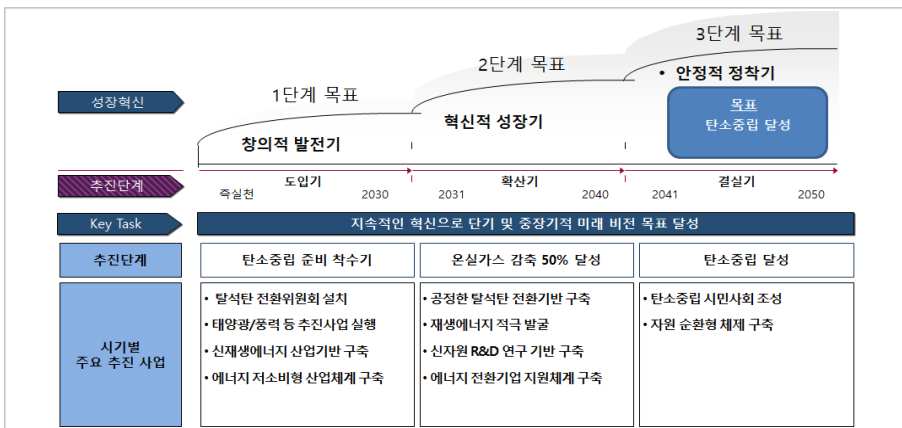 3단계 목표
2단계 목표
• 안정적 정착기
1단계 목표
성장혁신
목표
탄소중립 달성
혁신적 성장기
창의적 발전기
추진단계
도입기
확산기
결실기
즉실천
2030
2031
2040
2041
2050
Key Task
지속적인 혁신으로 단기 및 중장기적 미래 비전 목표 달성
추진단계
탄소중립 준비 착수기
온실가스 감축 50% 달성
탄소중립 달성
시기별
주요 추진 사업
• 탈석탄 전환위원회 설치
• 태양광/풍력 등 추진사업 실행
• 신재생에너지 산업기반 구축
• 에너지 저소비형 산업체계 구축
• 공정한 탈석탄 전환기반 구축
• 재생에너지 적극 발굴
• 신자원 R&D 연구 기반 구축
• 에너지 전환기업 지원체계 구축
• 탄소중립 시민사회 조성
• 자원 순환형 체제 구축